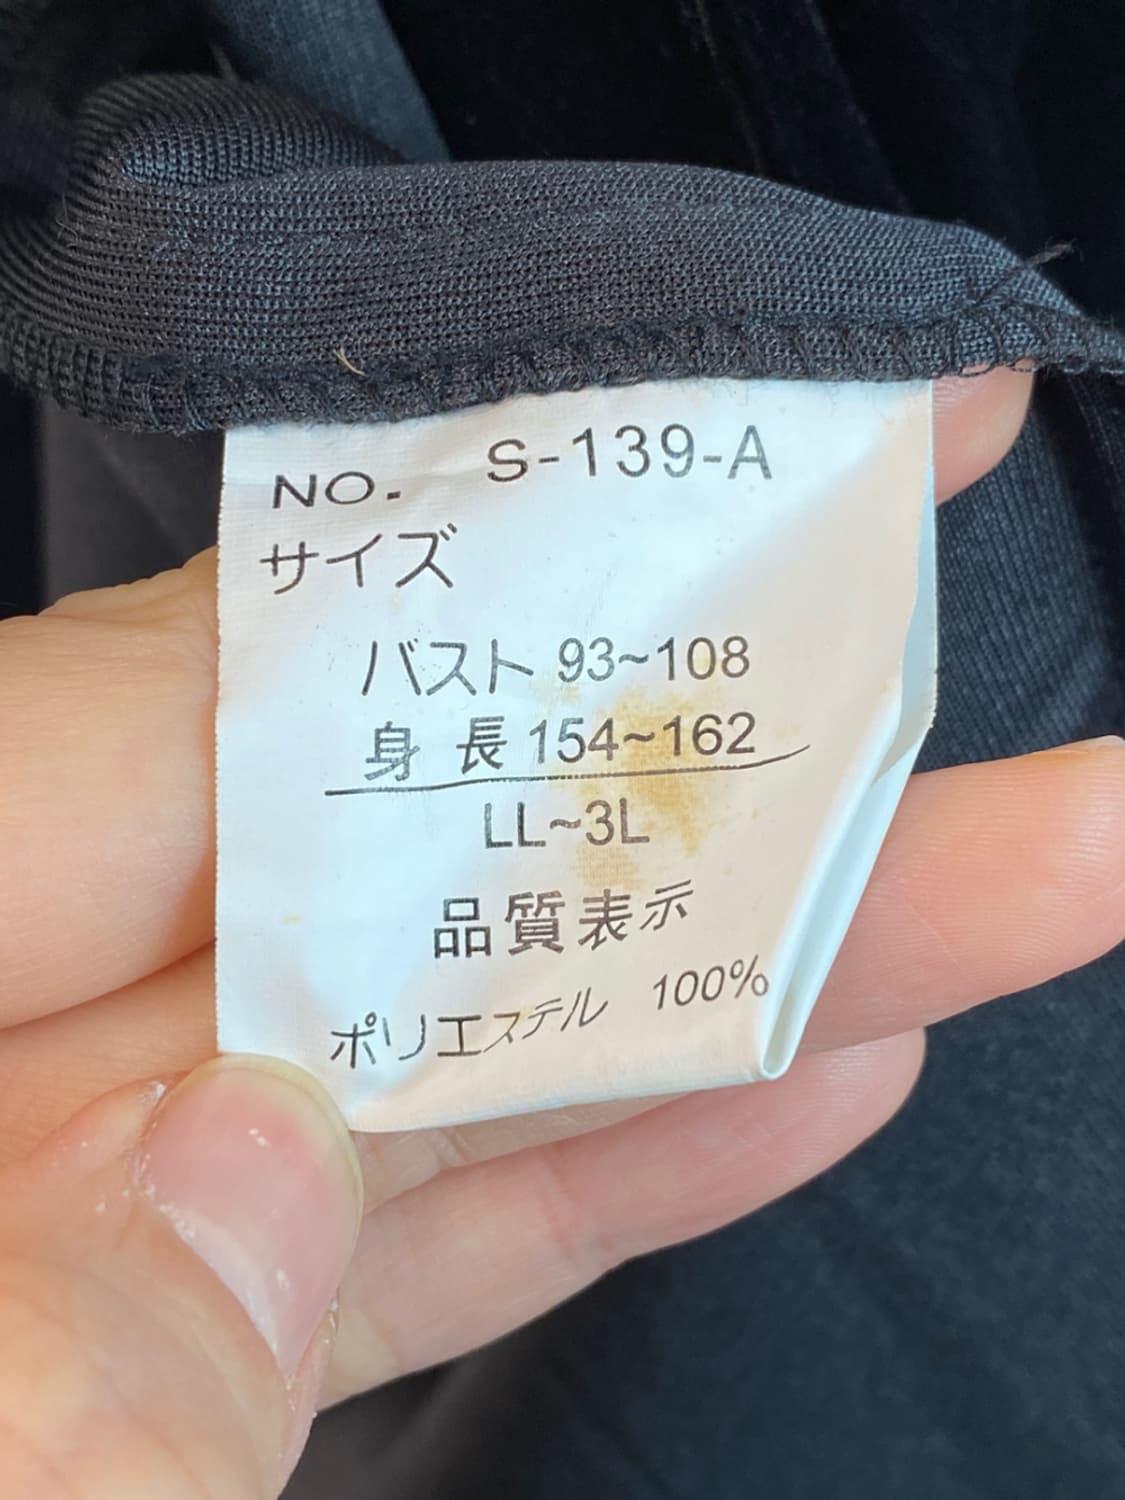 NO. S-139-A
サイズ
バスト 93~108
身 長 154~162
LL~3L
品質表示
ポリエステル 100%